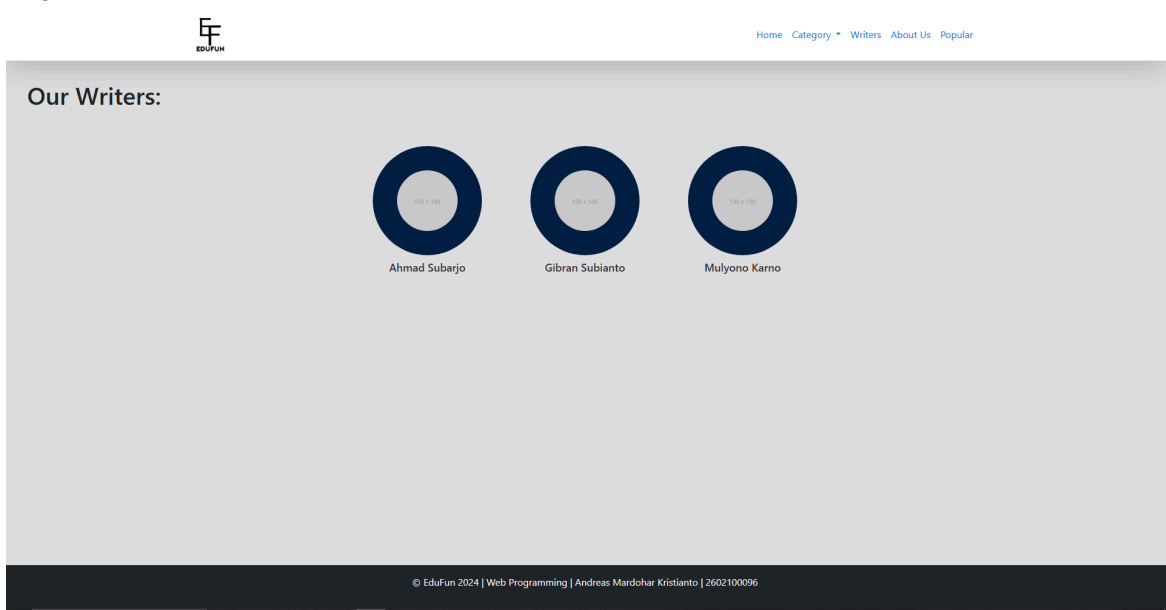 EDUFUN
Home Category Writers About Us Popular
Our Writers:
100 x 100
100 x 100
100 x 100
Ahmad Subarjo
Gibran Subianto
Mulyono Karno
© EduFun 2024 | Web Programming | Andreas Mardohar Kristianto | 2602100096